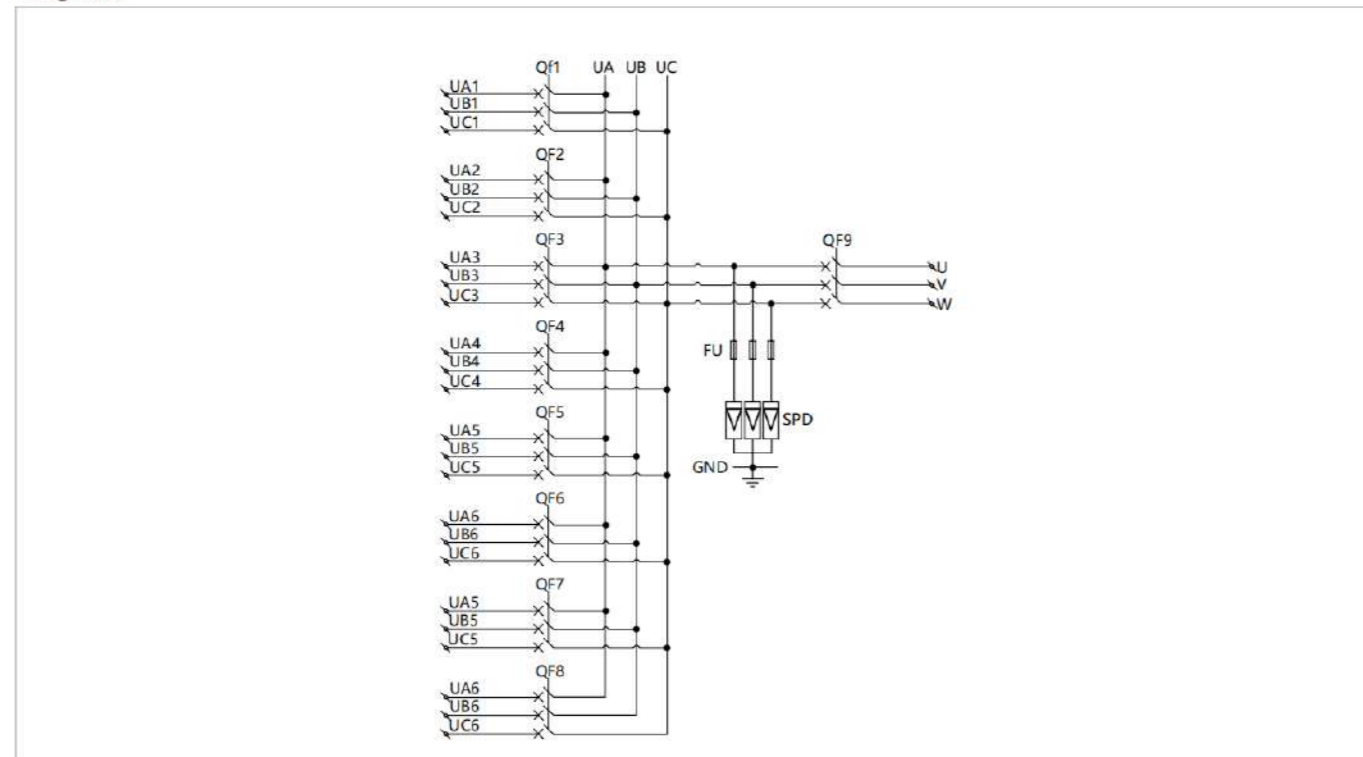 Qf1 UA UB UC
UA1
UB1
UC1
QF2
UA2
UB2
UC2
QF3
QF9
UA3
UB3
UC3
U
V
W
QF4
UA4
UB4
UC4
FU
QF5
UA5
UB5
UC5
SPD
GND
QF6
UA6
UB6
UC6
QF7
UA5
UB5
UC5
QF8
UA6
UB6
UC6